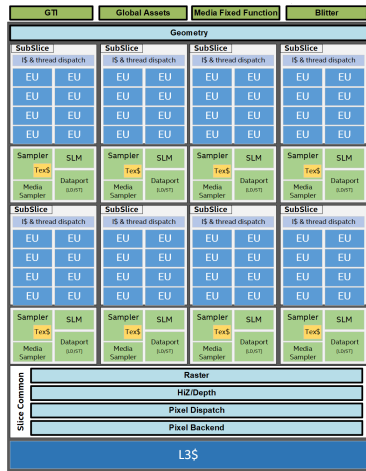 GTI Global Assets Media Fixed Function Blitter
Geometry
SubSlice SubSlice SubSlice SubSlice
I$ & thread dispatch I$ & thread dispatch I$ & thread dispatch I$ & thread dispatch
EU EU EU EU EU EU EU EU
EU EU EU EU EU EU EU EU
EU EU EU EU EU EU EU EU
EU EU EU EU EU EU EU EU
Sampler SLM Sampler SLM Sampler SLM Sampler SLM
Tex$ Tex$ Tex$ Tex$
Media Dataport Media Dataport Media Dataport Media Dataport
Sampler (LD/ST) Sampler (LD/ST) Sampler (LD/ST) Sampler (LD/ST)
SubSlice SubSlice SubSlice SubSlice
I$ & thread dispatch I$ & thread dispatch I$ & thread dispatch I$ & thread dispatch
EU EU EU EU EU EU EU EU
EU EU EU EU EU EU EU EU
EU EU EU EU EU EU EU EU
EU EU EU EU EU EU EU EU
Sampler SLM Sampler SLM Sampler SLM Sampler SLM
Tex$ Tex$ Tex$ Tex$
Media Dataport Media Dataport Media Dataport Media Dataport
Sampler (LD/ST) Sampler (LD/ST) Sampler (LD/ST) Sampler (LD/ST)
Slice Common
Raster
HiZ/Depth
Pixel Dispatch
Pixel Backend
L3$